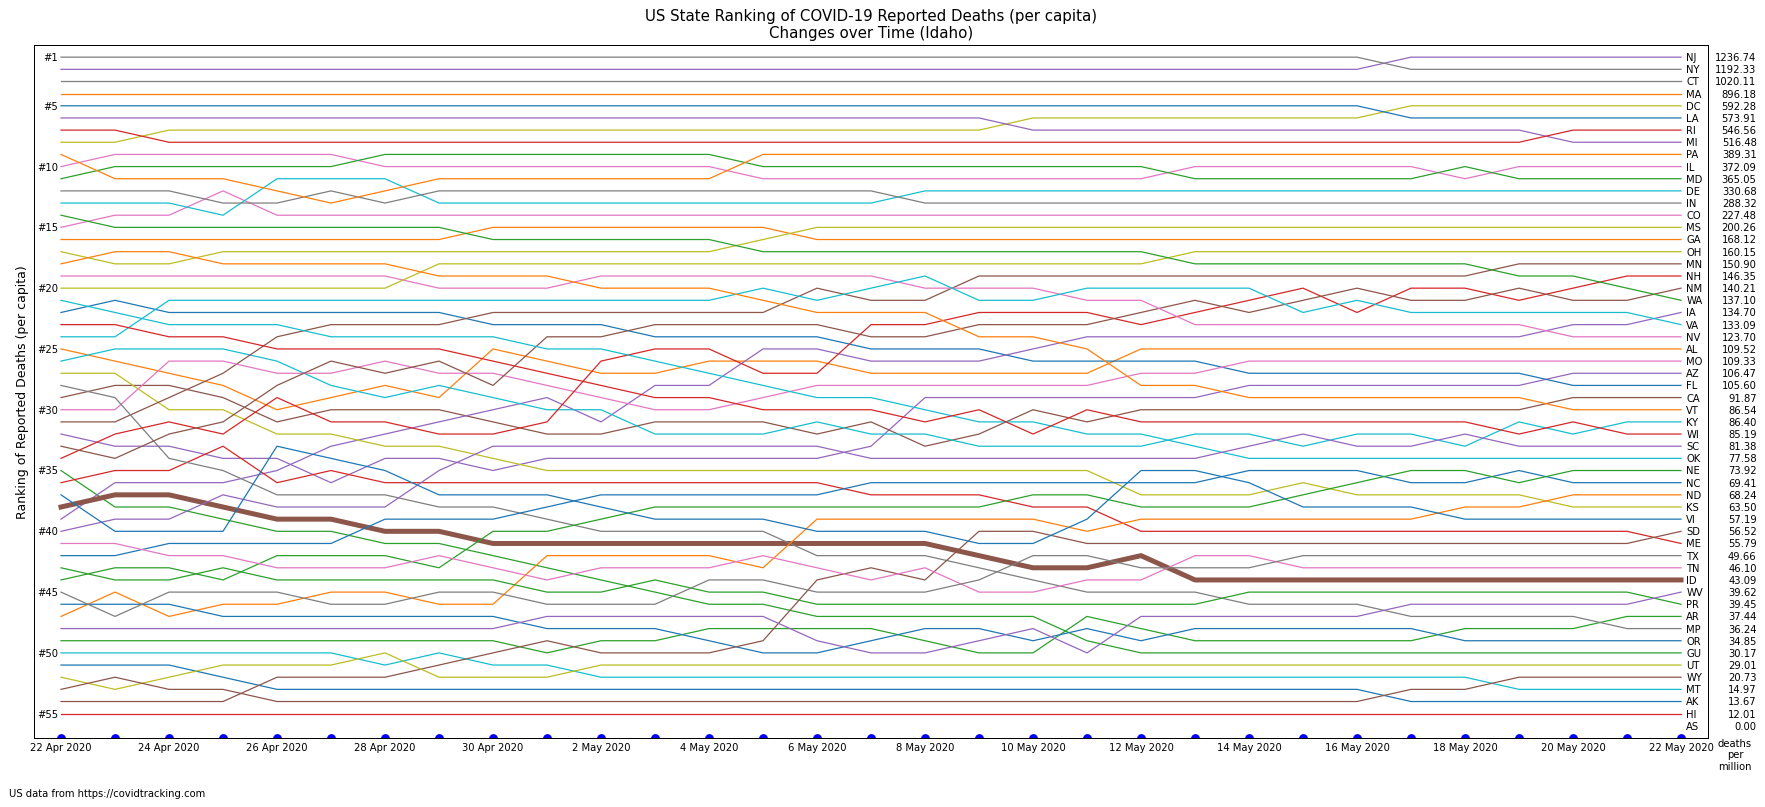 US State Ranking of COVID-19 Reported Deaths (per capita)
Changes over Time (Idaho)
Ranking of Reported Deaths (per capita)
#1
#5
#10
#15
#20
#25
#30
#35
#40
#45
#50
#55
NJ 1236.74
NY 1192.33
CT 1020.11
MA 896.18
DC 592.28
LA 573.91
RI 546.56
MI 516.48
PA 389.31
IL 372.09
MD 365.05
DE 330.68
IN 288.32
CO 227.48
MS 200.26
GA 168.12
OH 160.15
MN 150.90
NH 146.35
NM 140.21
WA 137.10
IA 134.70
VA 133.09
NV 123.70
AL 109.52
MO 109.33
AZ 106.47
FL 105.60
CA 91.87
VT 86.54
KY 86.40
WI 85.19
SC 81.38
OK 77.58
NE 73.92
NC 69.41
ND 68.24
KS 63.50
VI 57.19
SD 56.52
ME 55.79
TX 49.66
TN 46.10
ID 43.09
WV 39.62
PR 39.45
AR 37.44
MP 36.24
OR 34.85
GU 30.17
UT 29.01
WY 20.73
MT 14.97
AK 13.67
HI 12.01
AS 0.00
22 Apr 2020 24 Apr 2020 26 Apr 2020 28 Apr 2020 30 Apr 2020 2 May 2020 4 May 2020 6 May 2020 8 May 2020 10 May 2020 12 May 2020 14 May 2020 16 May 2020 18 May 2020 20 May 2020 22 May 2020
deaths
per
million
US data from https://covidtracking.com